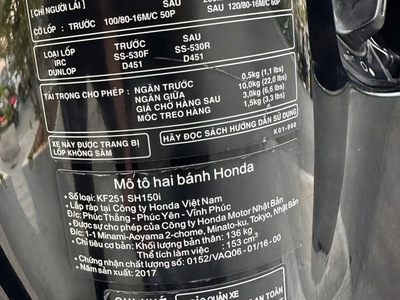 [CHỈ NGƯỜI LÁI]
CỠ LỐP : TRƯỚC SAU
100/80-16M/C 50P 120/80-16M/C 58P
LOẠI LỐP TRƯỚC SAU
IRC SS-530F SS-530R
DUNLOP D451 D451
TẢI TRỌNG CHO PHÉP : NGĂN TRƯỚC 0,5kg (1,1 lbs)
NGĂN GIỮA 10,0kg (22,0 lbs)
GIÁ CHỞ HÀNG SAU 3,0kg (6,6 lbs)
MÓC TREO HÀNG 1,5kg (3,3 lbs)
XE NÀY ĐƯỢC TRANG BỊ
LỐP KHÔNG SĂM
HÃY ĐỌC SÁCH HƯỚNG DẪN SỬ DỤNG
K01-900
Mô tô hai bánh Honda
• Số loại: KF251 SH150i
• Lắp ráp tại Công ty Honda Việt Nam
Đ/c: Phúc Thắng - Phúc Yên - Vĩnh Phúc
• Được sự cho phép của Công ty Honda Motor Nhật Bản
Đ/c: 1-1 Minami-Aoyama 2-chome, Minato-ku, Tokyo, Nhật Bản
• Chỉ tiêu cơ bản: Khối lượng bản thân: 136 kg
Thể tích làm việc : 153 cm³
• Chứng nhận chất lượng số: 0152/VAQ06 - 01/16 - 00
• Năm sản xuất: 2017